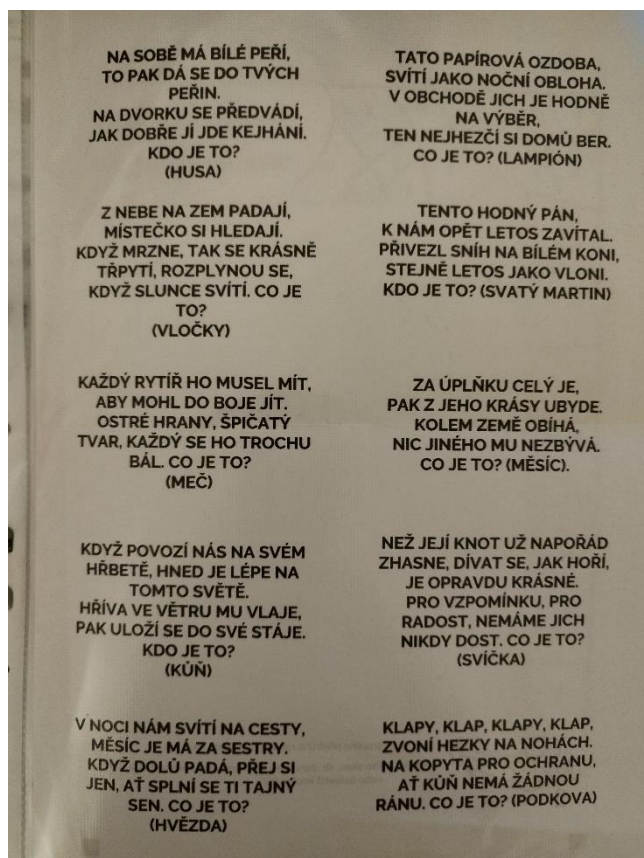 NA SOBĚ MÁ BÍLÉ PEŘÍ,
TO PAK DÁ SE DO TVÝCH
PEŘIN.
NA DVORKU SE PŘEDVÁDÍ,
JAK DOBŘE JÍ JDE KEJHÁNÍ.
KDO JE TO?
(HUSA)
Z NEBE NA ZEM PADAJÍ,
MÍSTEČKO SI HLEDAJÍ.
KDYŽ MRZNE, TAK SE KRÁSNĚ
TŘPYTÍ, ROZPLYNOU SE,
KDYŽ SLUNCE SVÍTÍ. CO JE
TO?
(VLOČKY)
KAŽDÝ RYTÍŘ HO MUSEL MÍT,
ABY MOHL DO BOJE JÍT.
OSTRÉ HRANY, ŠPIČATÝ
TVAR, KAŽDÝ SE HO TROCHU
BÁL. CO JE TO?
(MEČ)
KDYŽ POVOZÍ NÁS NA SVÉM
HŘBETĚ, HNED JE LÉPE NA
TOMTO SVĚTĚ.
HŘÍVA VE VĚTRU MU VLAJE,
PAK ULOŽÍ SE DO SVÉ STÁJE.
KDO JE TO?
(KŮŇ)
V NOCI NÁM SVÍTÍ NA CESTY,
MĚSÍC JE MÁ ZA SESTRY.
KDYŽ DOLŮ PADÁ, PŘEJ SI
JEN, AŤ SPLNÍ SE TI TAJNÝ
SEN. CO JE TO?
(HVĚZDA)
TATO PAPÍROVÁ OZDOBA,
SVÍTÍ JAKO NOČNÍ OBLOHA.
V OBCHODĚ JICH JE HODNĚ
NA VÝBĚR,
TEN NEJHEZČÍ SI DOMŮ BER.
CO JE TO? (LAMPIÓN)
TENTO HODNÝ PÁN,
K NÁM OPĚT LETOS ZAVÍTAL.
PŘIVEZL SNÍH NA BÍLÉM KONI,
STEJNĚ LETOS JAKO VLONI.
KDO JE TO? (SVATÝ MARTIN)
ZA ÚPLŇKU CELÝ JE,
PAK Z JEHO KRÁSY UBYDE.
KOLEM ZEMĚ OBÍHÁ,
NIC JINÉHO MU NEZBÝVÁ.
CO JE TO? (MĚSÍC).
NEŽ JEJÍ KNOT UŽ NAPOŘÁD
ZHASNE, DÍVAT SE, JAK HOŘÍ,
JE OPRAVDU KRÁSNÉ.
PRO VZPOMÍNKU, PRO
RADOST, NEMÁME JICH
NIKDY DOST. CO JE TO?
(SVÍČKA)
KLAPY, KLAP, KLAPY, KLAP,
ZVONÍ HEZKY NA NOHÁCH.
NA KOPYTA PRO OCHRANU,
AŤ KŮŇ NEMÁ ŽÁDNOU
RÁNU. CO JE TO? (PODKOVA)